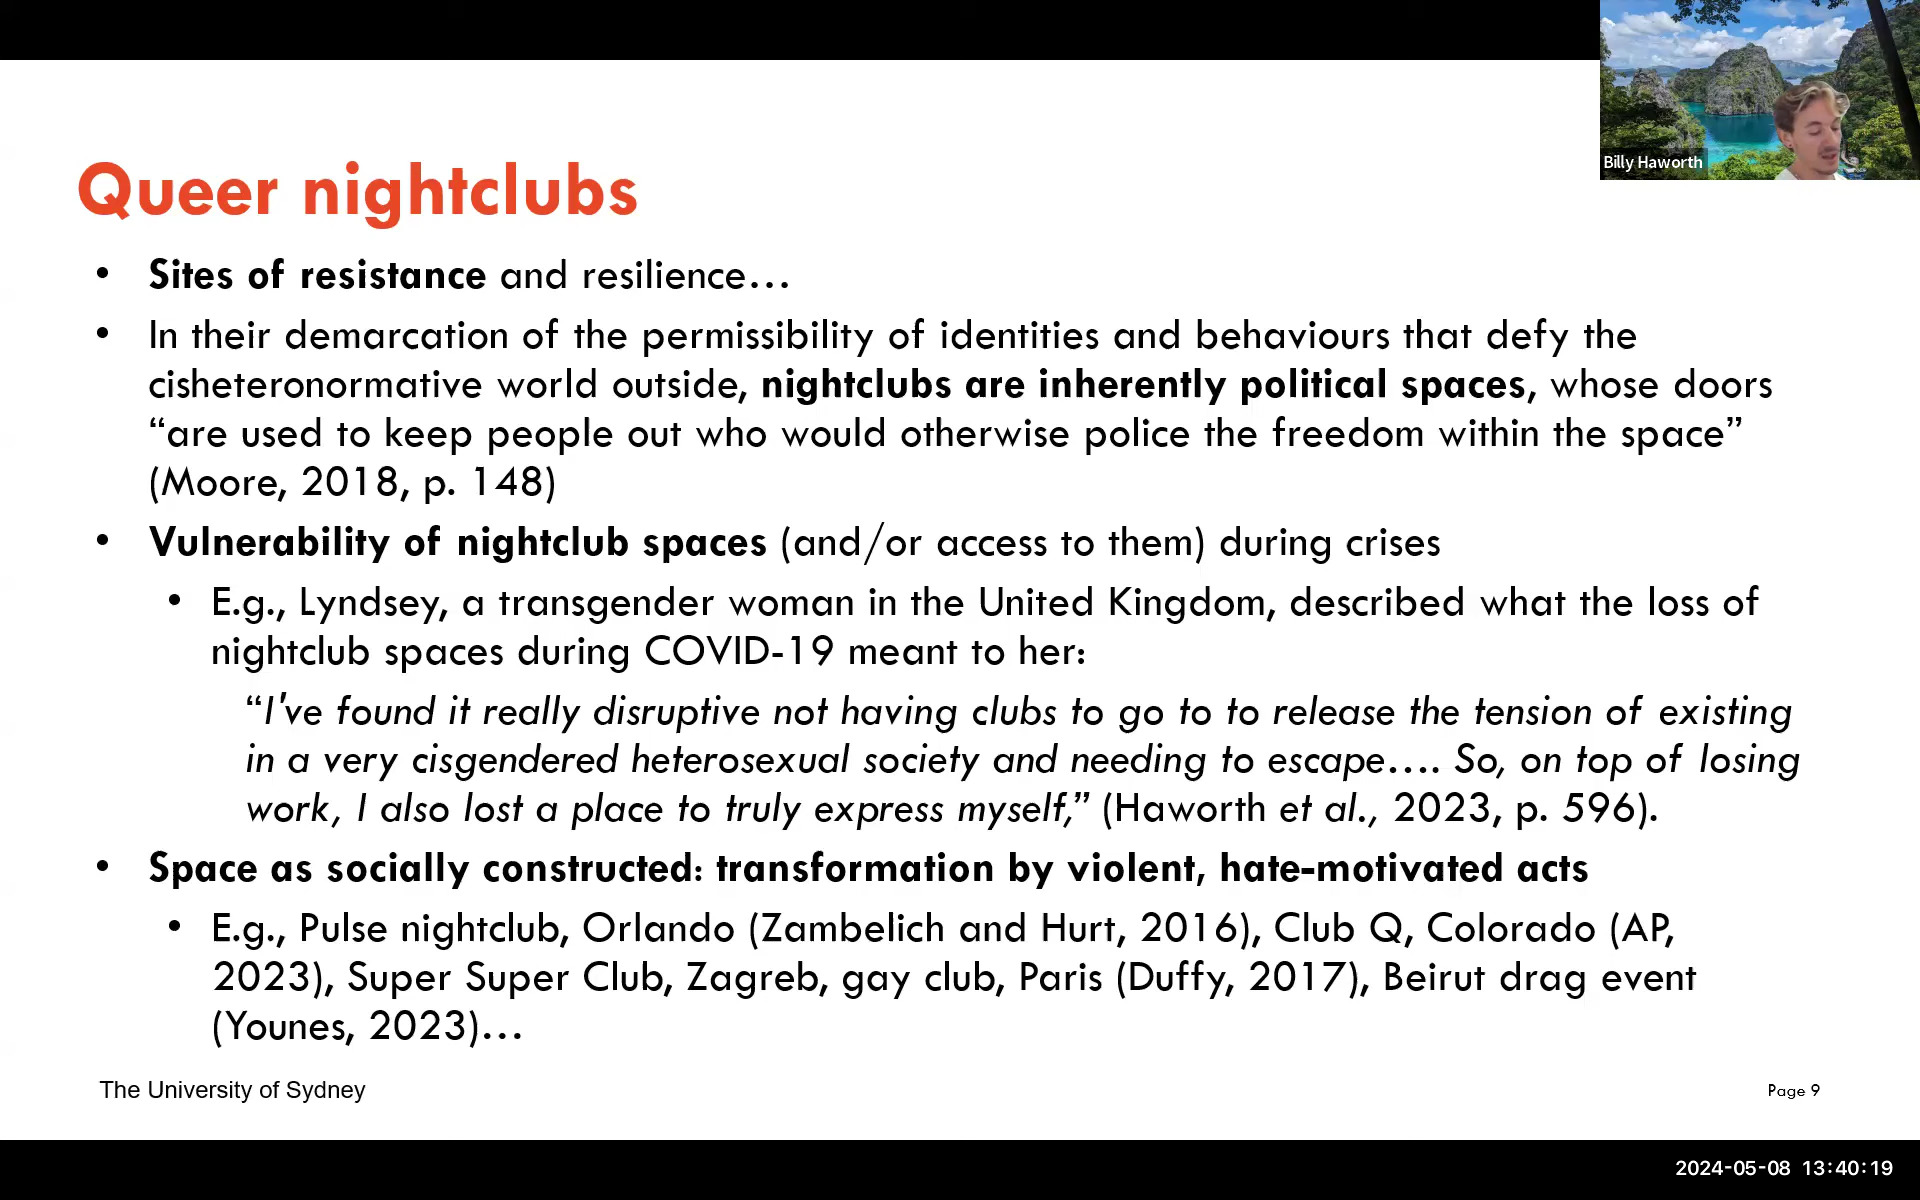 Billy Haworth
Queer nightclubs
• Sites of resistance and resilience…
• In their demarcation of the permissibility of identities and behaviours that defy the
cisheteronormative world outside, nightclubs are inherently political spaces, whose doors
“are used to keep people out who would otherwise police the freedom within the space”
(Moore, 2018, p. 148)
• Vulnerability of nightclub spaces (and/or access to them) during crises
• E.g., Lyndsey, a transgender woman in the United Kingdom, described what the loss of
nightclub spaces during COVID-19 meant to her:
“I've found it really disruptive not having clubs to go to to release the tension of existing
in a very cisgendered heterosexual society and needing to escape…. So, on top of losing
work, I also lost a place to truly express myself,” (Haworth et al., 2023, p. 596).
• Space as socially constructed: transformation by violent, hate-motivated acts
• E.g., Pulse nightclub, Orlando (Zambelich and Hurt, 2016), Club Q, Colorado (AP,
2023), Super Super Club, Zagreb, gay club, Paris (Duffy, 2017), Beirut drag event
(Younes, 2023)…
The University of Sydney
Page 9
2024-05-08 13:40:19